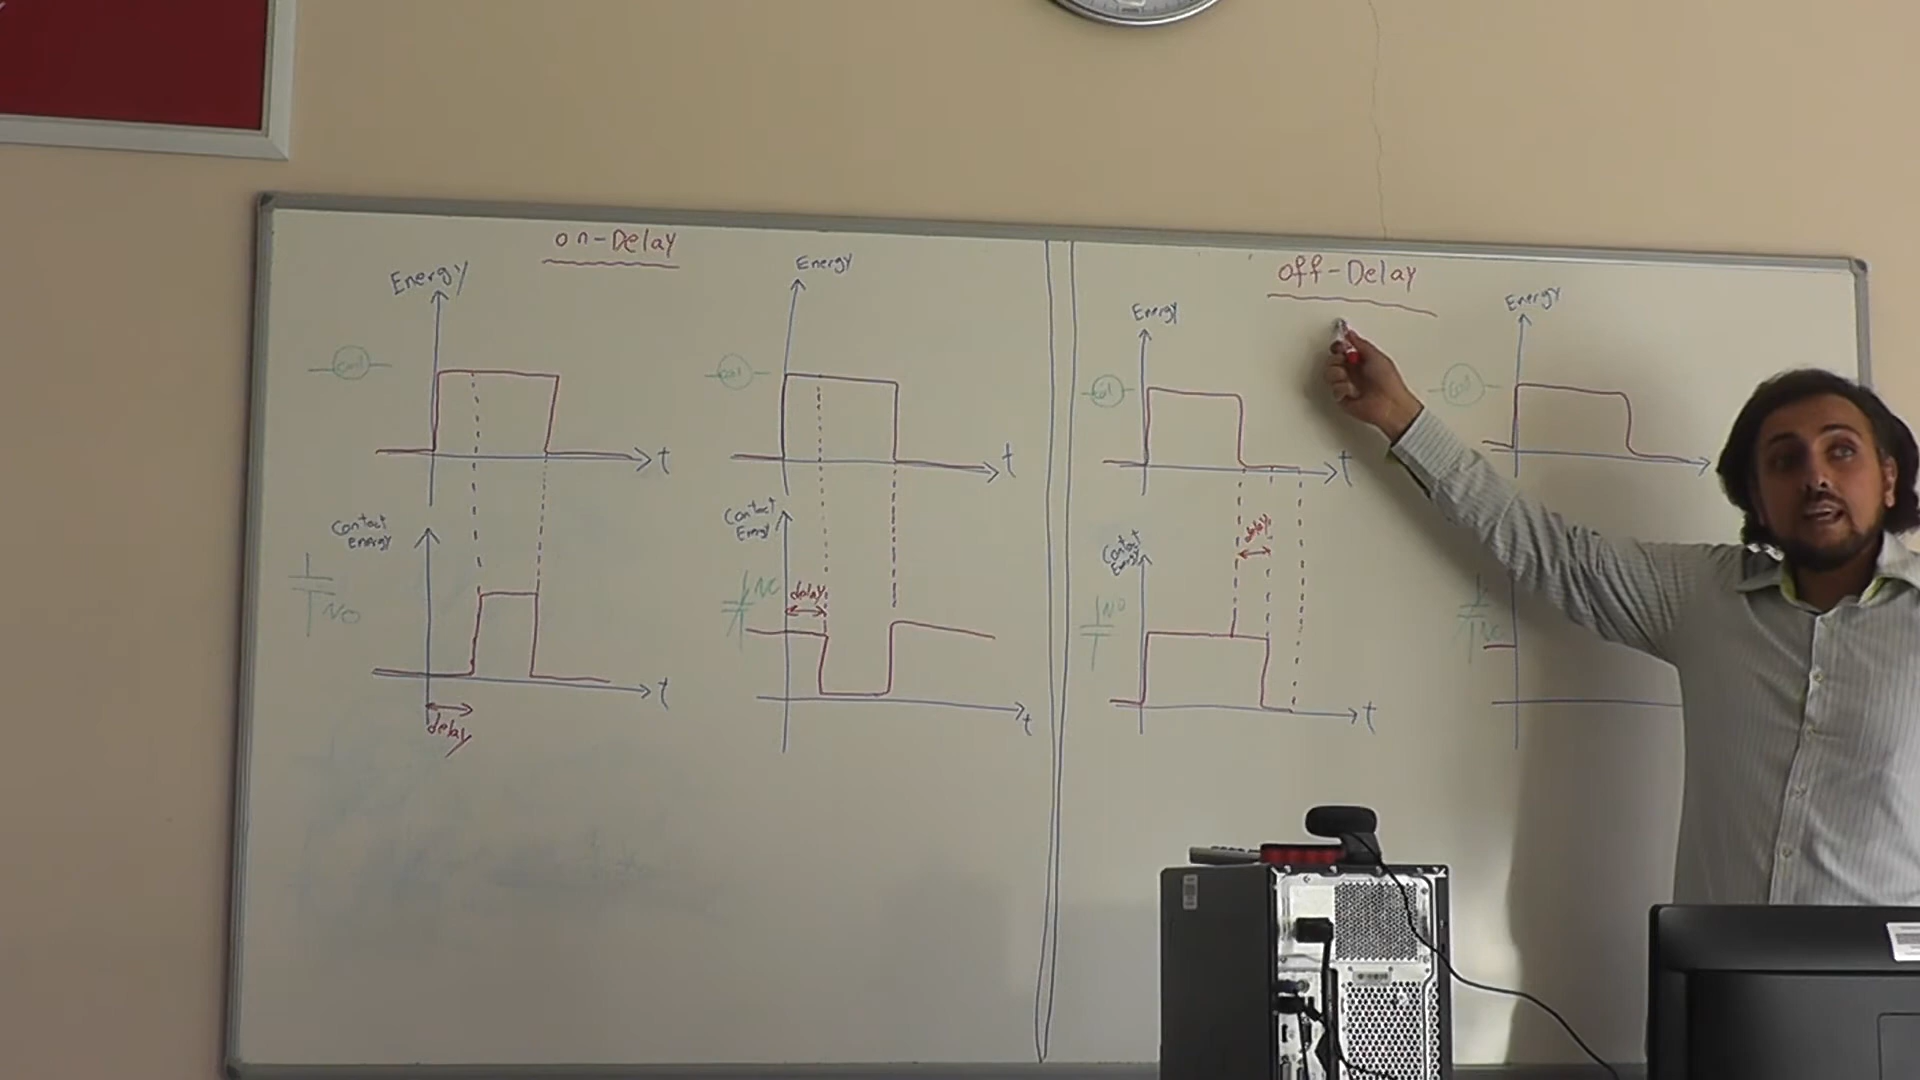 on-Delay
Energy
coil
t
Contact
Energy
NO
t
delay
Energy
coil
t
Contact
Energy
NC
delay
t
off-Delay
Energy
coil
t
delay
Contact
Energy
NO
t
Energy
coil
NC